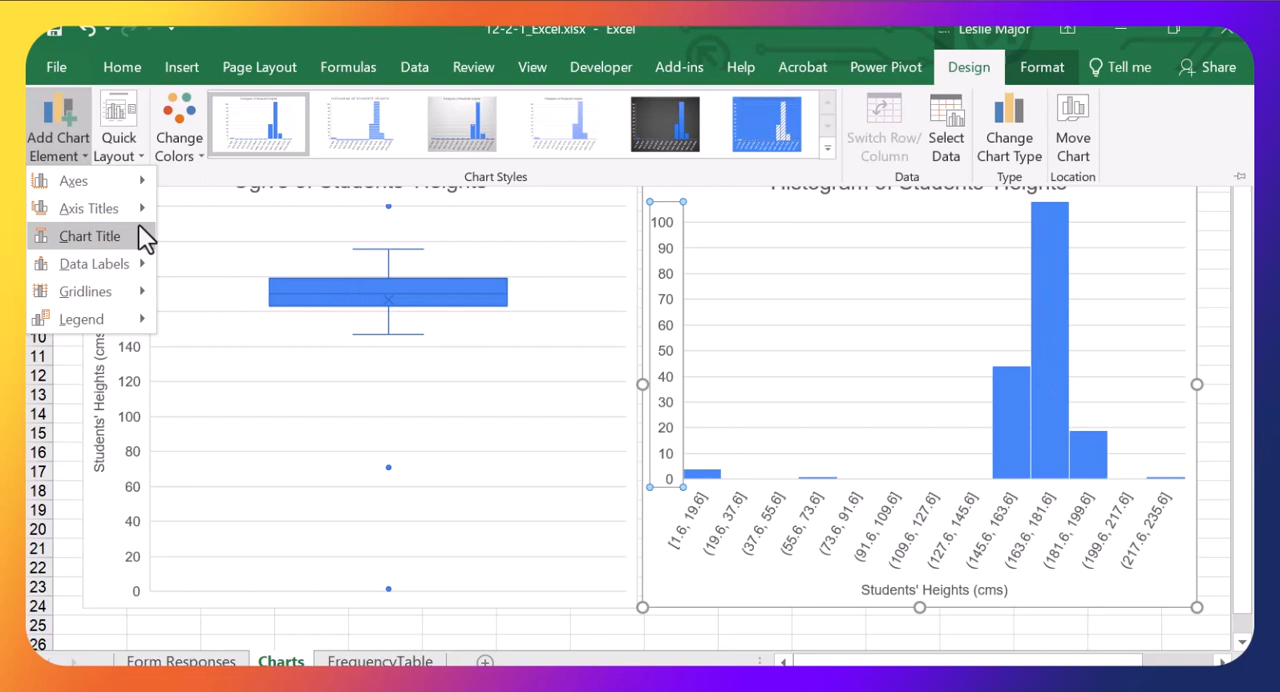 12-2-1_Excel.xlsx - Excel
Leslie Major
File Home Insert Page Layout Formulas Data Review View Developer Add-ins Help Acrobat Power Pivot Design Format Tell me Share
Add Chart Element
Quick Layout
Change Colors
Chart Styles
Switch Row/ Column
Select Data
Data
Change Chart Type
Type
Move Chart
Location
Axes
Axis Titles
Chart Title
Data Labels
Gridlines
Legend
Ogive of Students' Heights
140
120
100
80
60
40
20
0
Students' Heights (cms
Histogram of Students' Heights
100
90
80
70
60
50
40
30
20
10
0
[1.6, 19.6]
(19.6, 37.6]
(37.6, 55.6]
(55.6, 73.6]
(73.6, 91.6]
(91.6, 109.6]
(109.6, 127.6]
(127.6, 145.6]
(145.6, 163.6]
(163.6, 181.6]
(181.6, 199.6]
(199.6, 217.6]
(217.6, 235.6]
Students' Heights (cms)
10
11
12
13
14
15
16
17
18
19
20
21
22
23
24
25
26
Form Responses Charts FrequencyTable